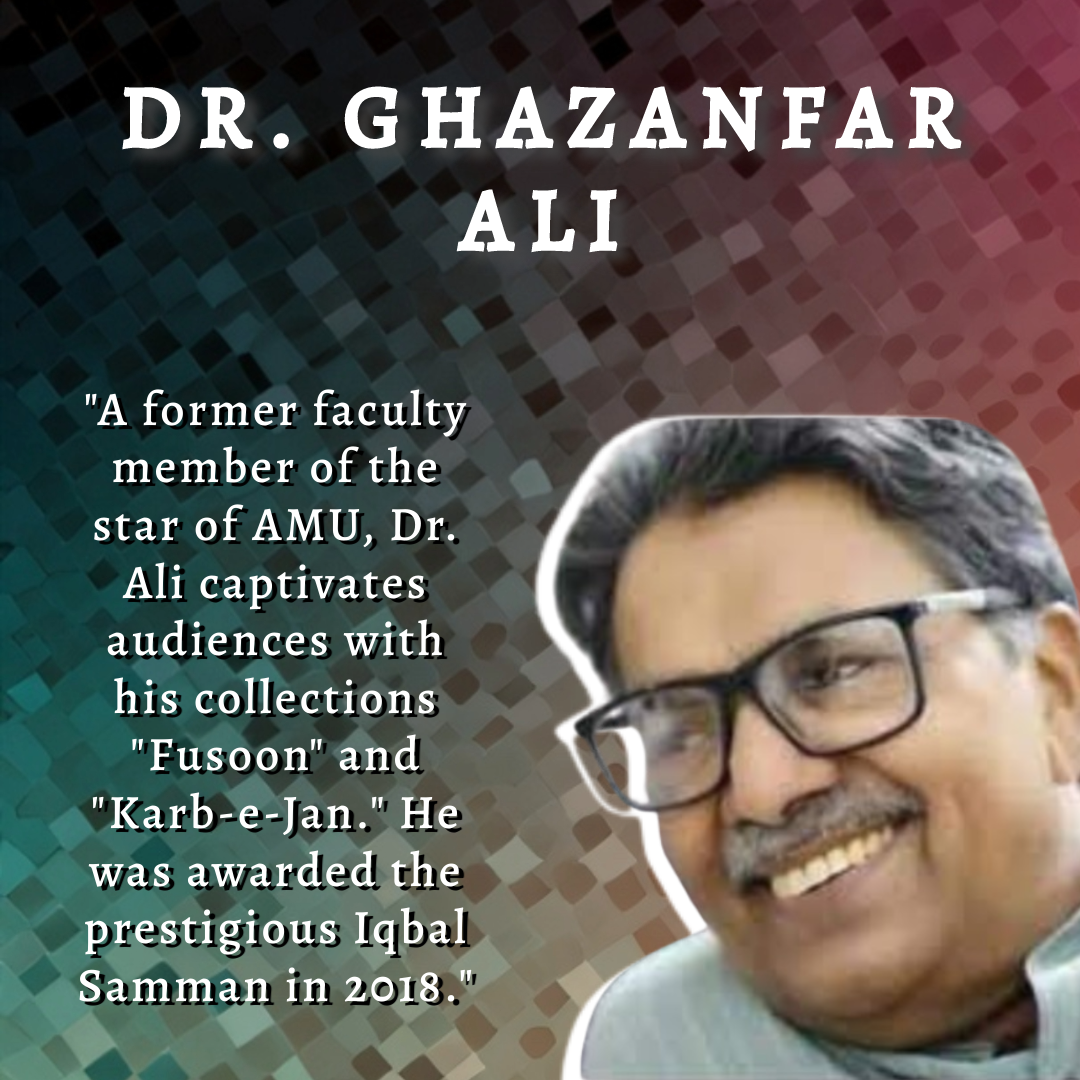 DR. GHAZANFAR
ALI
"A former faculty
member of the
star of AMU, Dr.
Ali captivates
audiences with
his collections
"Fusoon" and
"Karb-e-Jan." He
was awarded the
prestigious Iqbal
Samman in 2018."